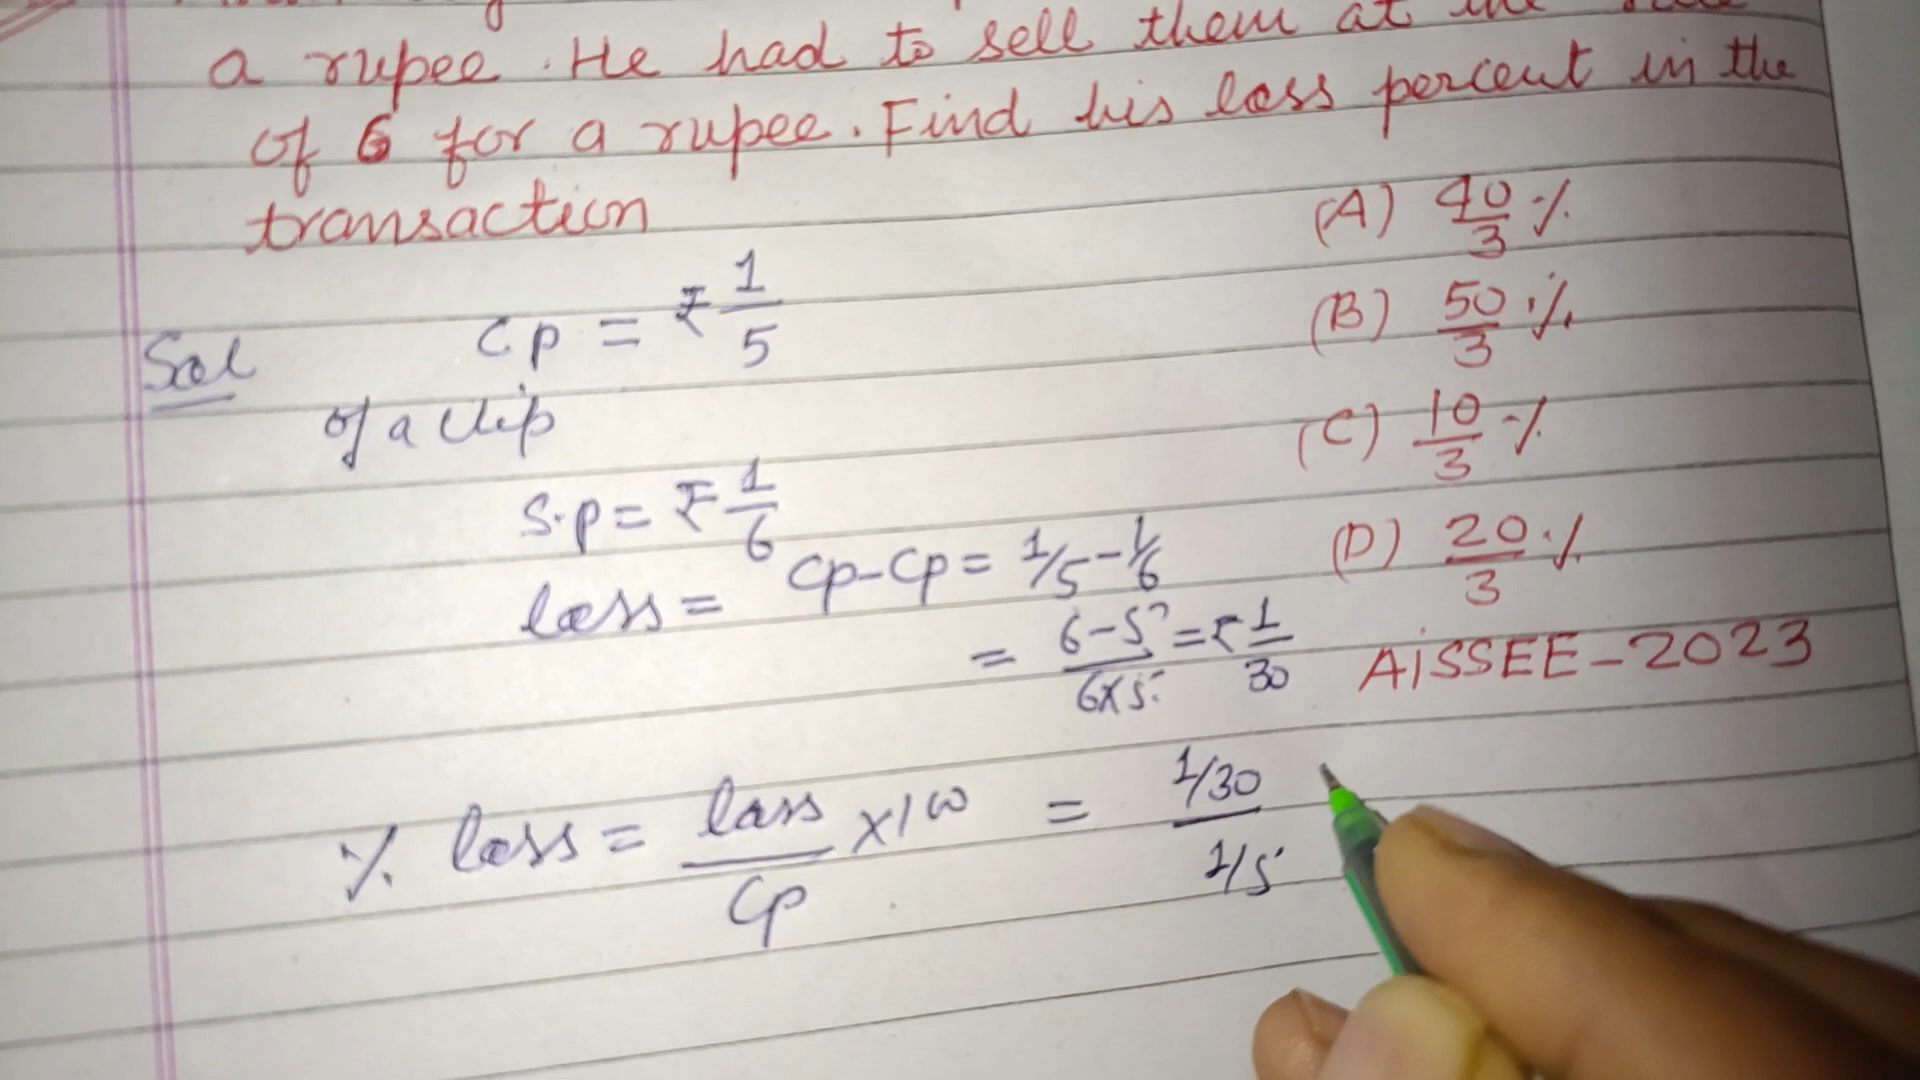 a rupee. He had to sell them at the
of 6 for a rupee. Find his loss percent in the
transaction
(A) 40/3 %
Sol CP = ₹ 1/5
(B) 50/3 %
of a clip
(C) 10/3 %
S.P = ₹ 1/6
(D) 20/3 %
loss = CP - CP = 1/5 - 1/6
= 6-5/6×5 = ₹ 1/30
AISSEE-2023
% loss = loss/CP ×100 = 1/30 / 1/5